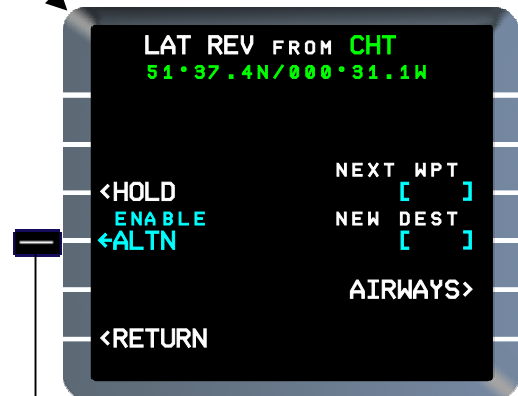 LAT REV FROM CHT
51°37.4N/000°31.1W
NEXT WPT
<HOLD [ ]
ENABLE NEW DEST
←ALTN [ ]
AIRWAYS>
<RETURN